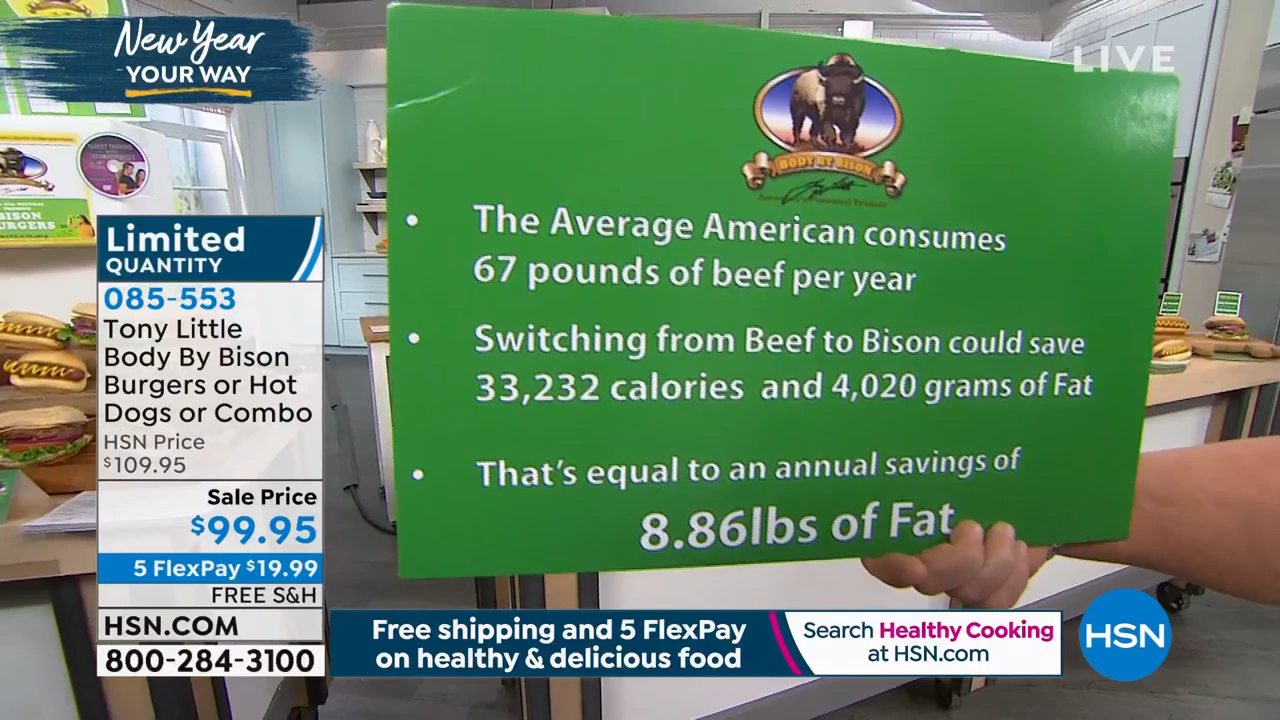 New Year
YOUR WAY
LIVE
BISON
BURGERS
Limited
QUANTITY
085-553
Tony Little
Body By Bison
Burgers or Hot
Dogs or Combo
HSN Price
$109.95
Sale Price
$99.95
5 FlexPay $19.99
FREE S&H
HSN.COM
800-284-3100
BODY BY BISON
• The Average American consumes
67 pounds of beef per year
• Switching from Beef to Bison could save
33,232 calories and 4,020 grams of Fat
• That's equal to an annual savings of
8.86lbs of Fat
Free shipping and 5 FlexPay
on healthy & delicious food
Search Healthy Cooking
at HSN.com
HSN